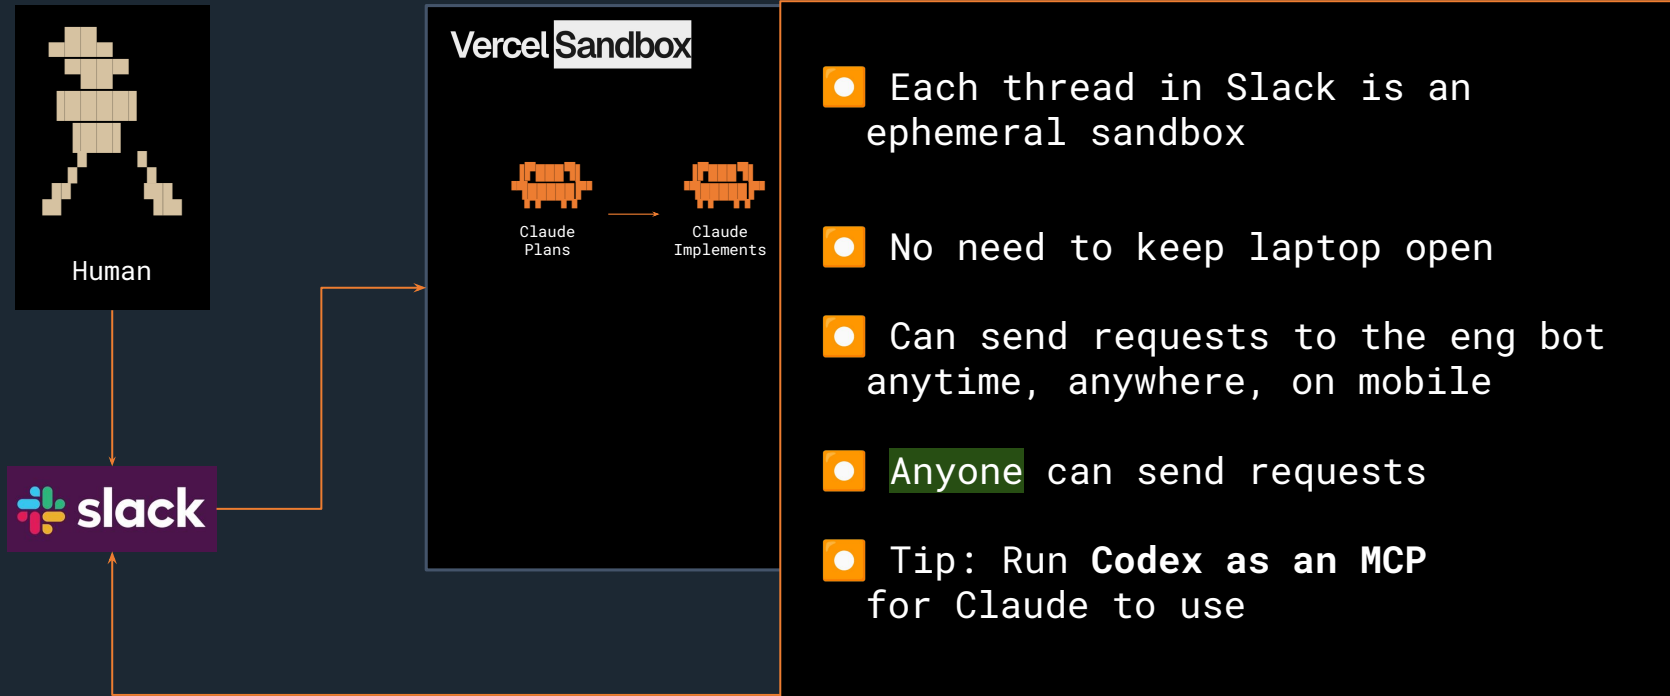 Human
slack
Vercel Sandbox
Claude
Plans
Claude
Implements
Each thread in Slack is an
ephemeral sandbox
No need to keep laptop open
Can send requests to the eng bot
anytime, anywhere, on mobile
Anyone can send requests
Tip: Run Codex as an MCP
for Claude to use